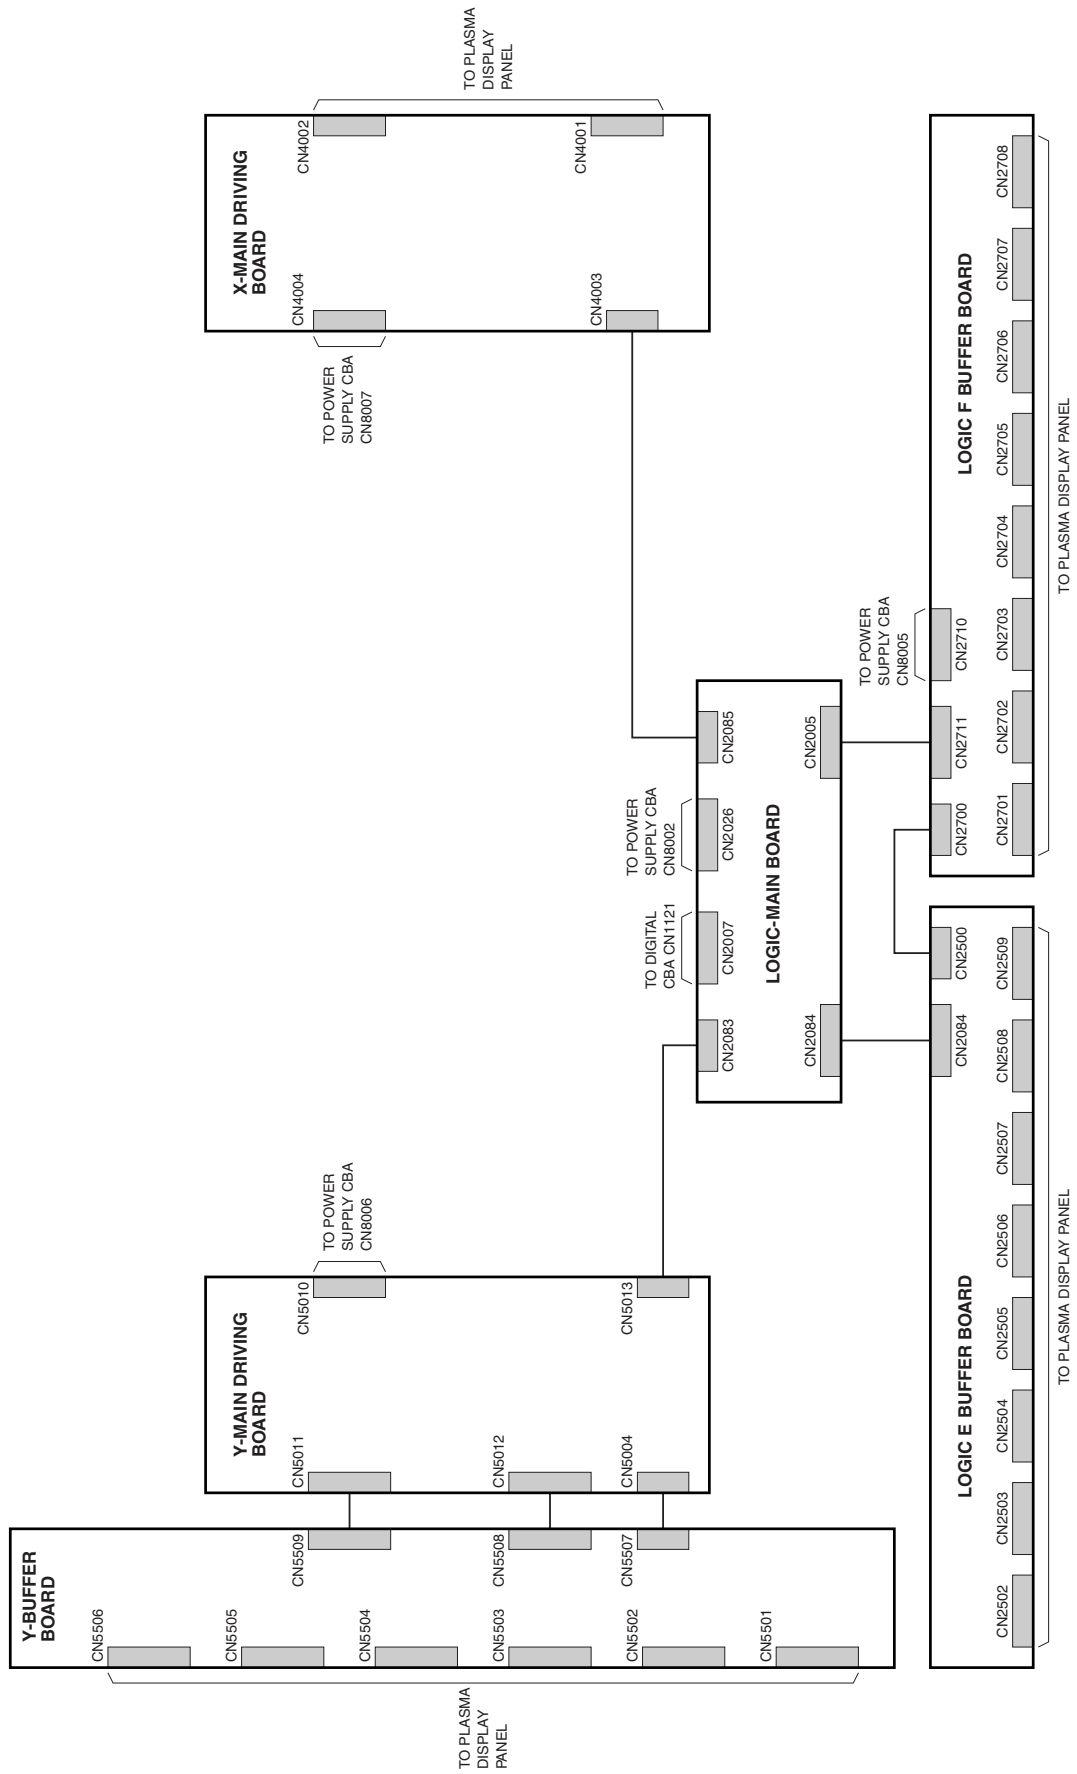 Y-BUFFER
BOARD
CN5506
CN5505
CN5504
CN5503
CN5502
CN5501
TO PLASMA
DISPLAY
PANEL
CN5509
CN5508
CN5507
Y-MAIN DRIVING
BOARD
CN5011
CN5012
CN5004
CN5010
CN5013
TO POWER
SUPPLY CBA
CN8006
X-MAIN DRIVING
BOARD
CN4004
CN4003
CN4002
CN4001
TO POWER
SUPPLY CBA
CN8007
TO PLASMA
DISPLAY
PANEL
TO DIGITAL
CBA CN1121
TO POWER
SUPPLY CBA
CN8002
CN2083
CN2007
CN2026
CN2085
LOGIC-MAIN BOARD
CN2084
CN2005
TO POWER
SUPPLY CBA
CN8005
CN2084
CN2500
LOGIC E BUFFER BOARD
CN2502
CN2503
CN2504
CN2505
CN2506
CN2507
CN2508
CN2509
TO PLASMA DISPLAY PANEL
CN2700
CN2711
CN2710
LOGIC F BUFFER BOARD
CN2701
CN2702
CN2703
CN2704
CN2705
CN2706
CN2707
CN2708
TO PLASMA DISPLAY PANEL